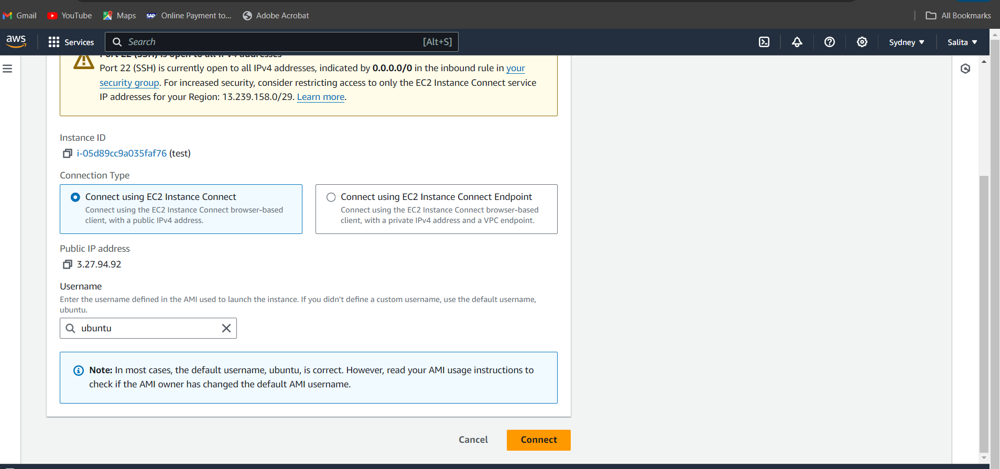 Gmail YouTube Maps SAP Online Payment to... Adobe Acrobat All Bookmarks
aws Services Search [Alt+S] Sydney Salita
Port 22 (SSH) is open to all IPv4 addresses
Port 22 (SSH) is currently open to all IPv4 addresses, indicated by 0.0.0.0/0 in the inbound rule in your
security group. For increased security, consider restricting access to only the EC2 Instance Connect service
IP addresses for your Region: 13.239.158.0/29. Learn more.
Instance ID
i-05d89cc9a035faf76 (test)
Connection Type
Connect using EC2 Instance Connect
Connect using the EC2 Instance Connect browser-based
client, with a public IPv4 address.
Connect using EC2 Instance Connect Endpoint
Connect using the EC2 Instance Connect browser-based
client, with a private IPv4 address and a VPC endpoint.
Public IP address
3.27.94.92
Username
Enter the username defined in the AMI used to launch the instance. If you didn't define a custom username, use the default username,
ubuntu.
ubuntu
Note: In most cases, the default username, ubuntu, is correct. However, read your AMI usage instructions to
check if the AMI owner has changed the default AMI username.
Cancel Connect